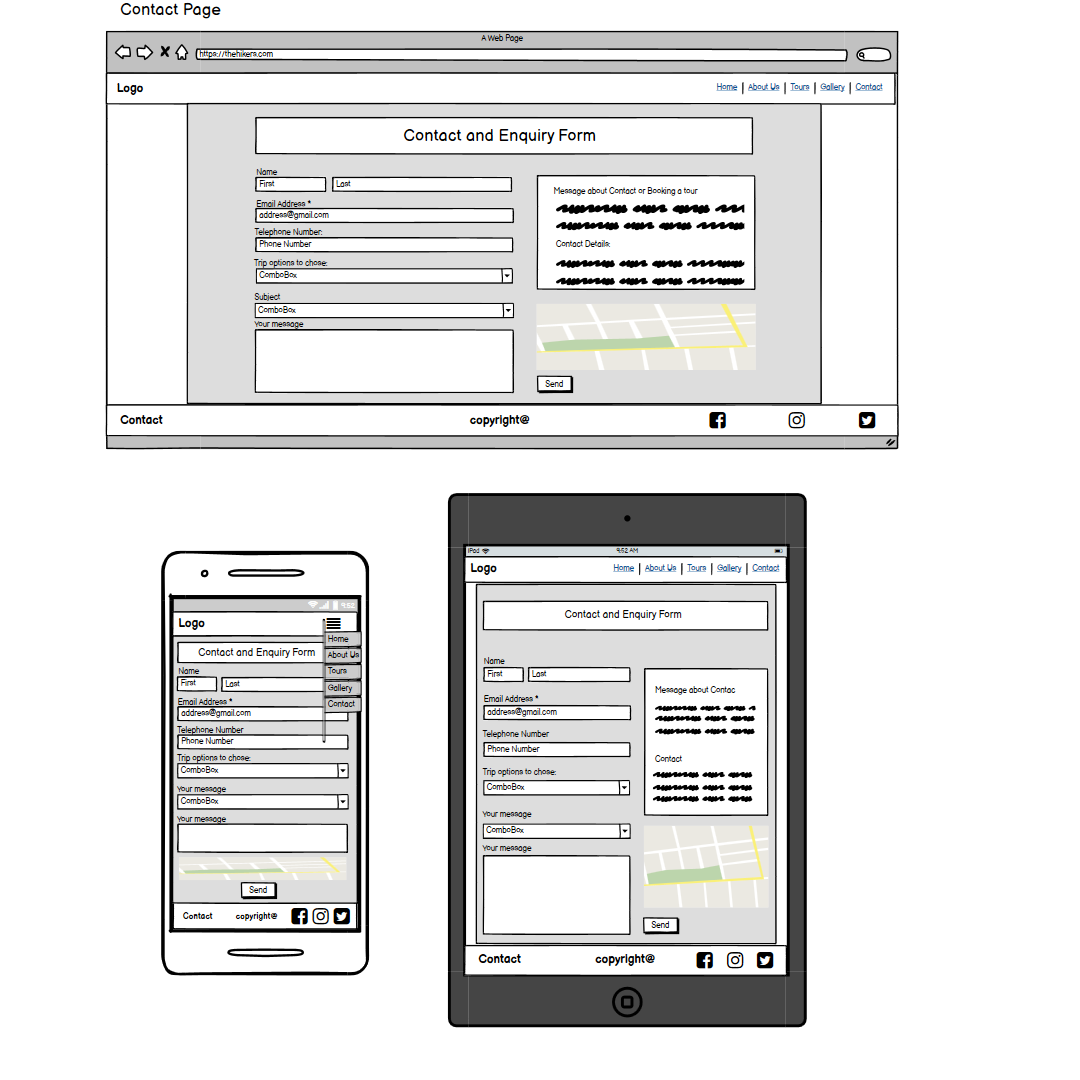 Contact Page
A Web Page
https://thehikers.com
Logo
Home | About Us | Tours | Gallery | Contact
Contact and Enquiry Form
Name
First Last
Email Address *
address@gmail.com
Telephone Number:
Phone Number
Trip options to chose:
ComboBox
Subject
ComboBox
Your message
Message about Contact or Booking a tour
Contact Details:
Send
Contact copyright@
9:52
Logo
Home
About Us
Tours
Gallery
Contact
Contact and Enquiry Form
Name
First Last
Email Address *
address@gmail.com
Telephone Number
Phone Number
Trip options to chose:
ComboBox
Your message
ComboBox
Your message
Send
Contact copyright@
iPad 9:52 AM
Logo
Home | About Us | Tours | Gallery | Contact
Contact and Enquiry Form
Name
First Last
Email Address *
address@gmail.com
Telephone Number
Phone Number
Trip options to chose:
ComboBox
Your message
ComboBox
Your message
Message about Contac
Contact
Send
Contact copyright@